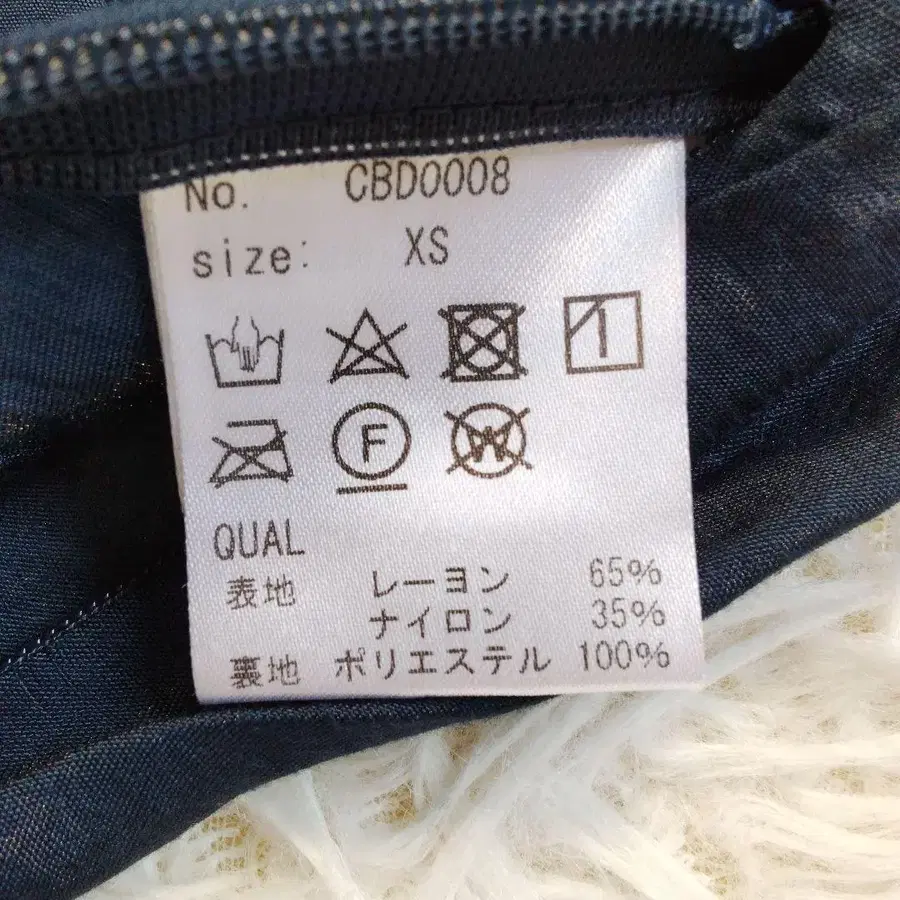 No. CBD0008
size: XS
F
W
QUAL
表地 レーヨン 65%
ナイロン 35%
裏地 ポリエステル 100%